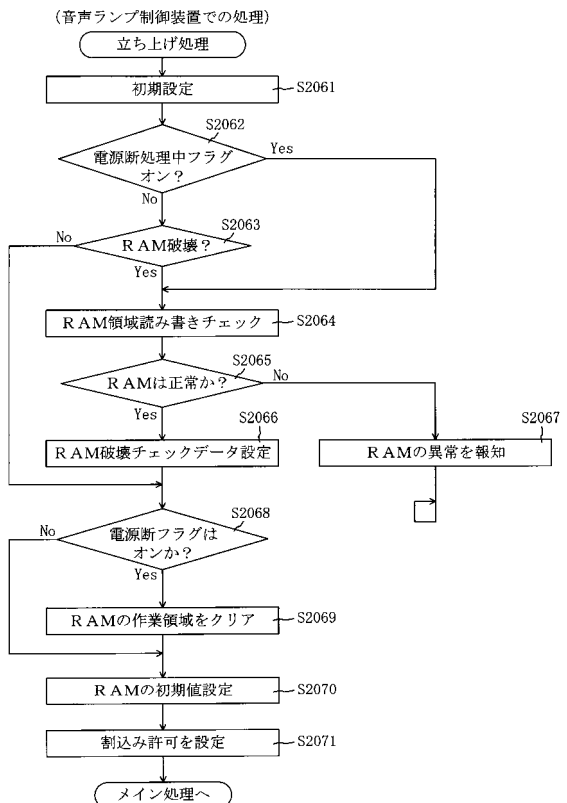 (音声ランプ制御装置での処理)
立ち上げ処理
初期設定
S2061
S2062
電源断処理中フラグ
オン？
Yes
No
S2063
RAM破壊？
No
Yes
RAM領域読み書きチェック
S2064
S2065
RAMは正常か？
No
Yes
S2066
RAM破壊チェックデータ設定
S2067
RAMの異常を報知
S2068
電源断フラグは
オンか？
No
Yes
RAMの作業領域をクリア
S2069
RAMの初期値設定
S2070
割込み許可を設定
S2071
メイン処理へ